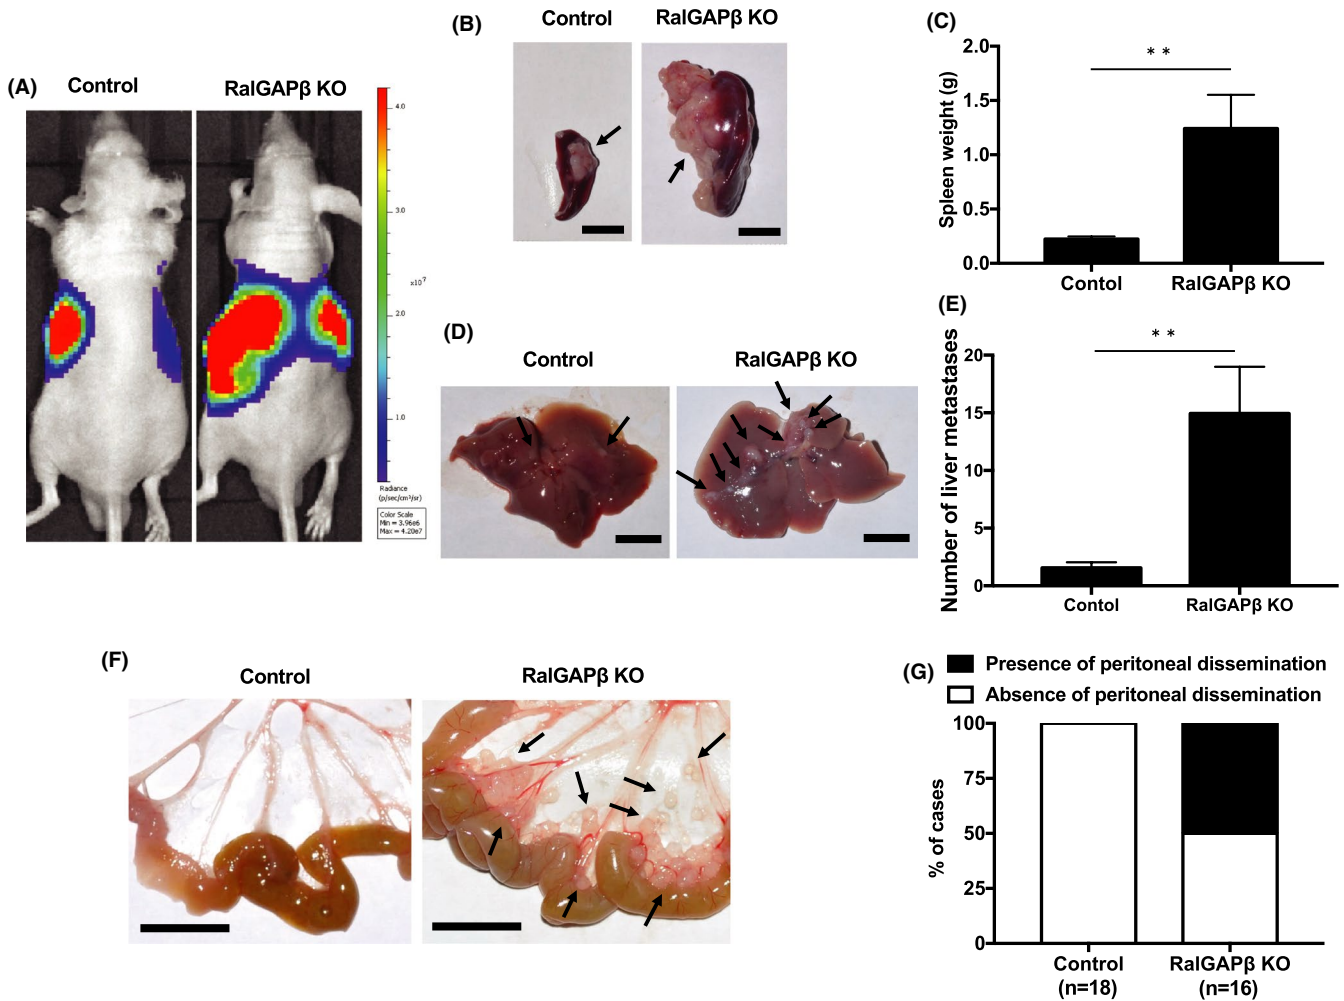 (A)
Control
RalGAPβ KO
4.0
3.0
x10⁷
2.0
1.0
Radiance
(p/sec/cm²/sr)
Color Scale
Min = 3.96e6
Max = 4.20e7
(B)
Control
RalGAPβ KO
(C)
Spleen weight (g)
2.0
1.5
1.0
0.5
0.0
* *
Contol
RalGAPβ KO
(D)
Control
RalGAPβ KO
(E)
Number of liver metastases
20
15
10
5
0
* *
Contol
RalGAPβ KO
(F)
Control
RalGAPβ KO
(G)
Presence of peritoneal dissemination
Absence of peritoneal dissemination
% of cases
100
75
50
25
0
Control
(n=18)
RalGAPβ KO
(n=16)